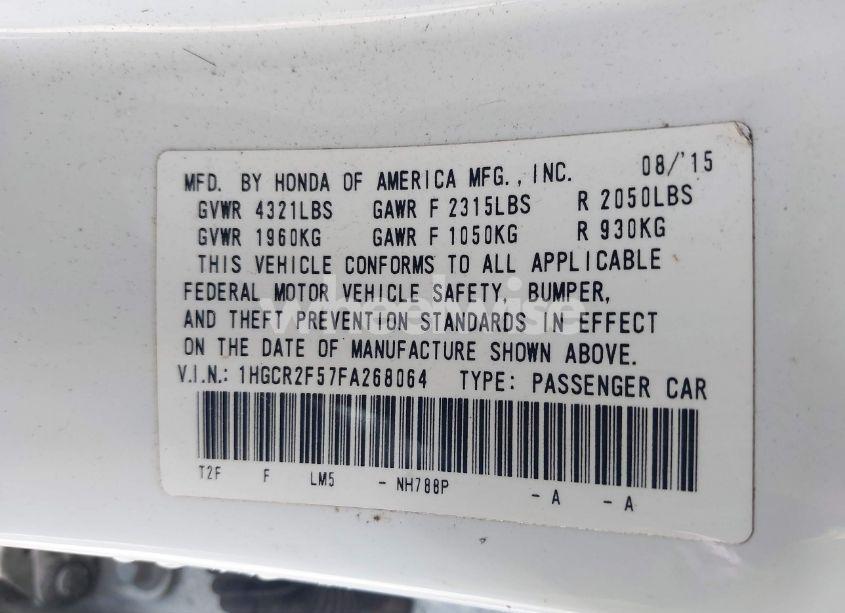 MFD. BY HONDA OF AMERICA MFG., INC. 08/'15
GVWR 4321LBS GAWR F 2315LBS R 2050LBS
GVWR 1960KG GAWR F 1050KG R 930KG
THIS VEHICLE CONFORMS TO ALL APPLICABLE
FEDERAL MOTOR VEHICLE SAFETY, BUMPER,
AND THEFT PREVENTION STANDARDS IN EFFECT
ON THE DATE OF MANUFACTURE SHOWN ABOVE.
V.I.N.: 1HGCR2F57FA268064 TYPE: PASSENGER CAR
T2F F LM5 - NH788P - A - A